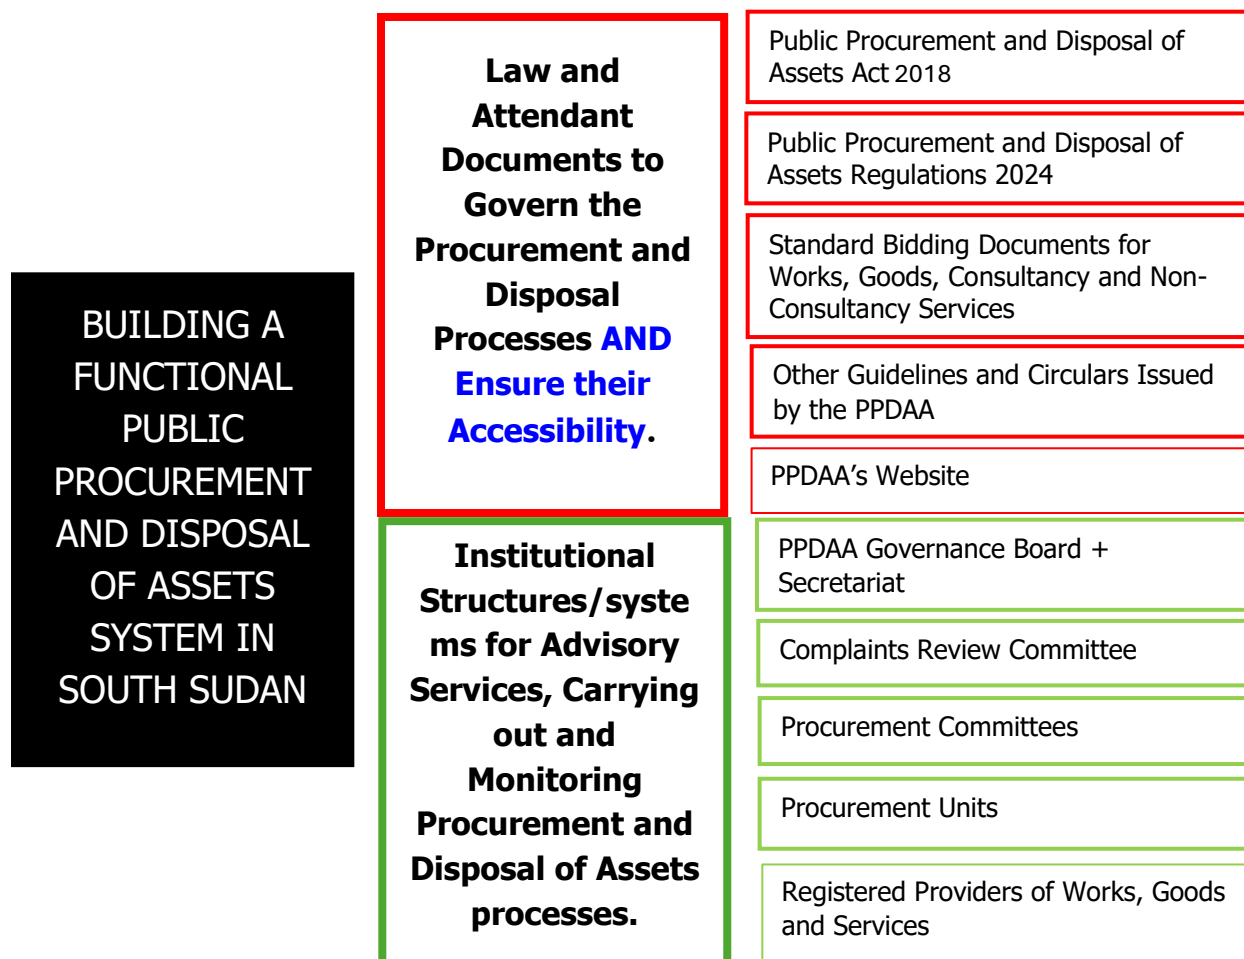 BUILDING A
FUNCTIONAL
PUBLIC
PROCUREMENT
AND DISPOSAL
OF ASSETS
SYSTEM IN
SOUTH SUDAN
Law and
Attendant
Documents to
Govern the
Procurement and
Disposal
Processes AND
Ensure their
Accessibility.
Public Procurement and Disposal of
Assets Act 2018
Public Procurement and Disposal of
Assets Regulations 2024
Standard Bidding Documents for
Works, Goods, Consultancy and Non-
Consultancy Services
Other Guidelines and Circulars Issued
by the PPDAA
PPDAA’s Website
Institutional
Structures/syste
ms for Advisory
Services, Carrying
out and
Monitoring
Procurement and
Disposal of Assets
processes.
PPDAA Governance Board +
Secretariat
Complaints Review Committee
Procurement Committees
Procurement Units
Registered Providers of Works, Goods
and Services